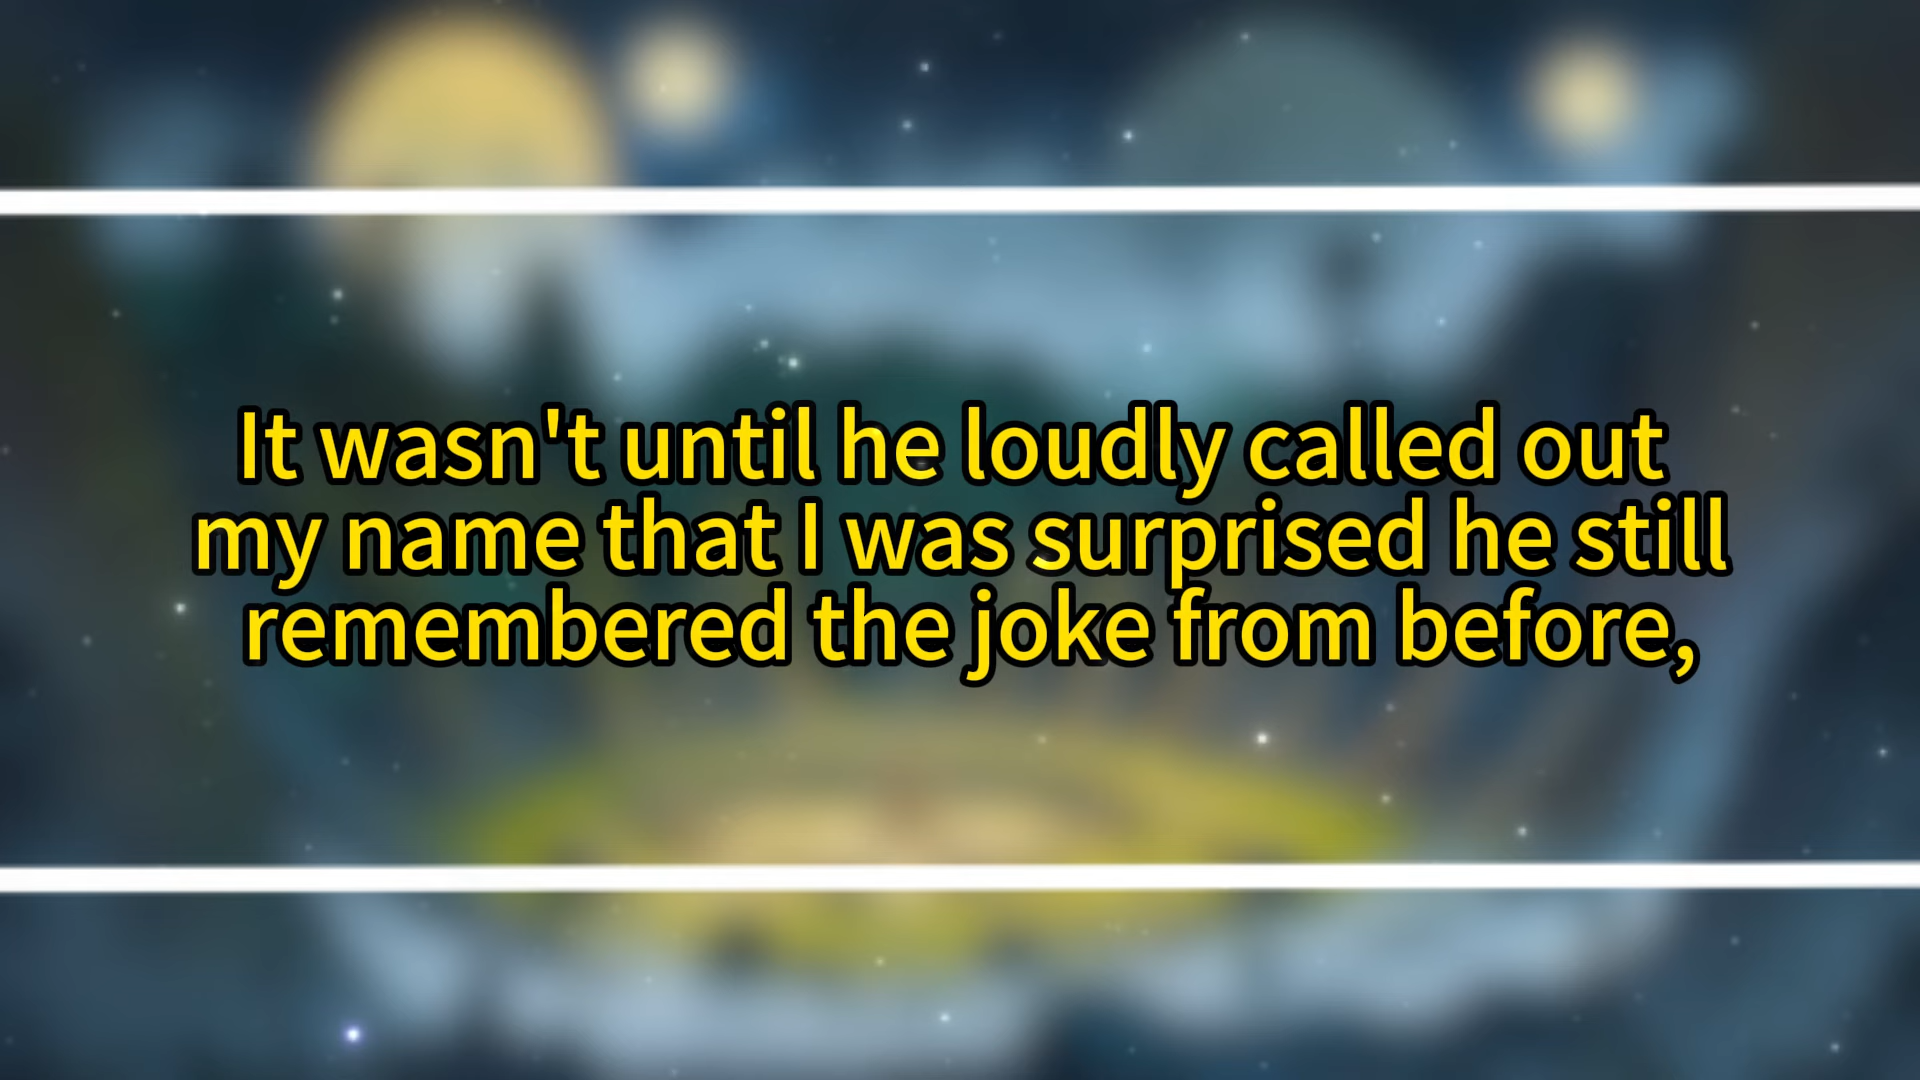 It wasn't until he loudly called out
my name that I was surprised he still
remembered the joke from before,